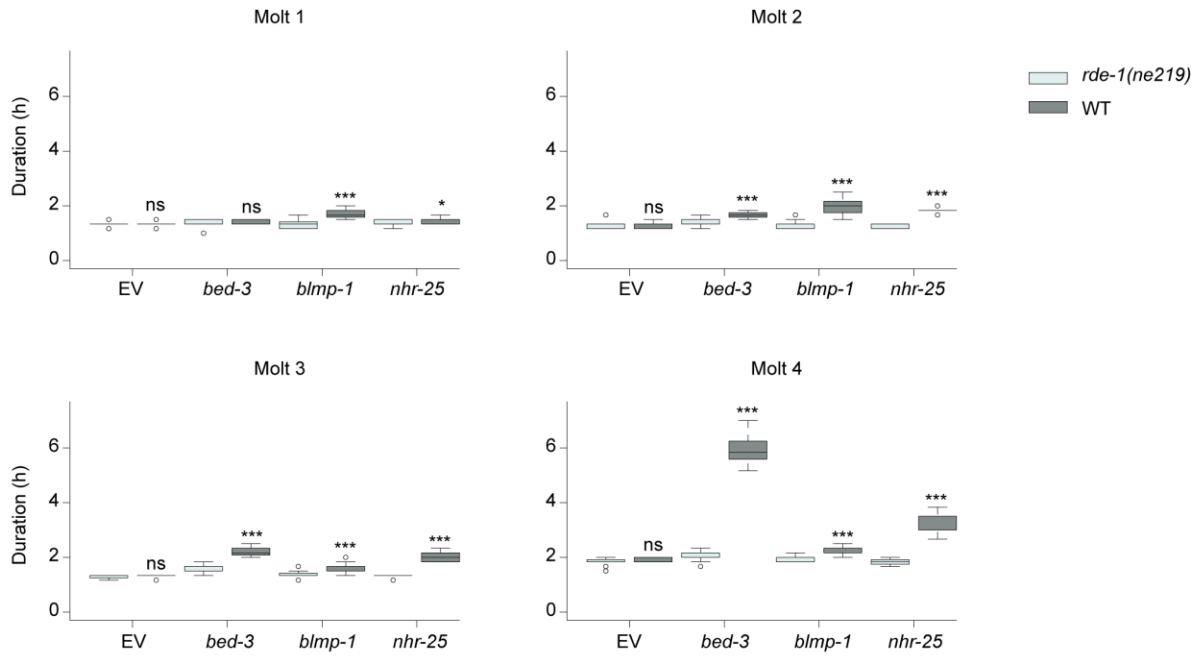 Molt 1
Duration (h)
6
4
2
0
ns
ns
***
*
EV
bed-3
blmp-1
nhr-25
Molt 2
6
4
2
0
ns
***
***
***
EV
bed-3
blmp-1
nhr-25
rde-1(ne219)
WT
Molt 3
Duration (h)
6
4
2
0
ns
***
***
***
EV
bed-3
blmp-1
nhr-25
Molt 4
6
4
2
0
ns
***
***
***
EV
bed-3
blmp-1
nhr-25